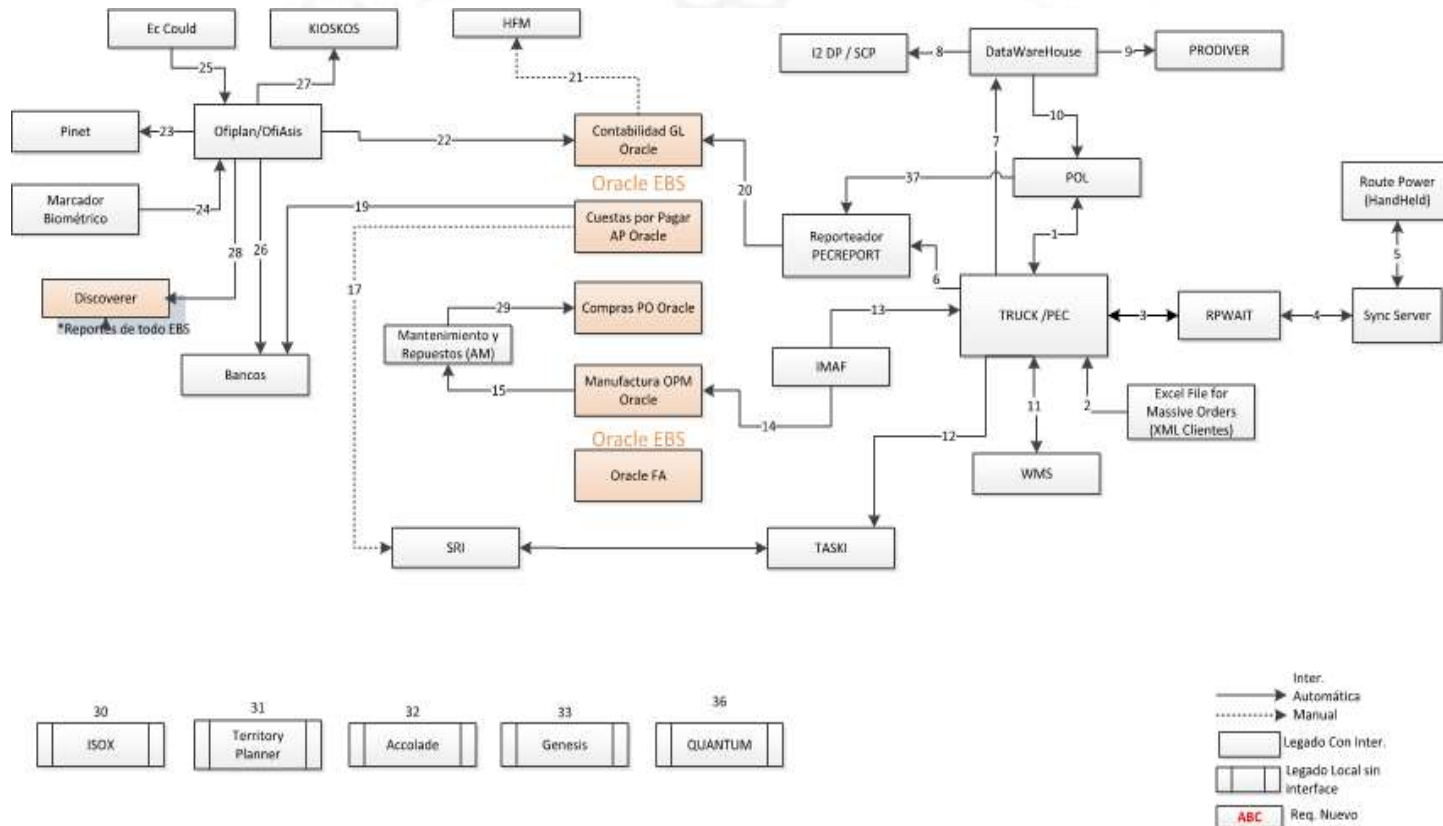 Ec Could
KIOSKOS
HFM
I2 DP / SCP
8
DataWareHouse
9
PRODIVER
25
27
21
Pinet
23
Ofiplan/OfiAsis
22
Contabilidad GL
Oracle
7
10
Oracle EBS
20
37
POL
Route Power
(HandHeld)
Marcador
Biométrico
24
19
Cuestas por Pagar
AP Oracle
Reporteador
PECREPORT
1
28
26
6
5
Discoverer
*Reportes de todo EBS
17
29
Compras PO Oracle
13
TRUCK /PEC
3
RPWAIT
4
Sync Server
Mantenimiento y
Repuestos (AM)
IMAF
Bancos
15
Manufactura OPM
Oracle
14
11
2
Excel File for
Massive Orders
(XML Clientes)
12
Oracle EBS
Oracle FA
WMS
SRI
TASKI
30
31
32
33
36
ISOX
Territory
Planner
Accolade
Genesis
QUANTUM
Inter.
Automática
Manual
Legado Con Inter.
Legado Local sin
interface
ABC
Req. Nuevo